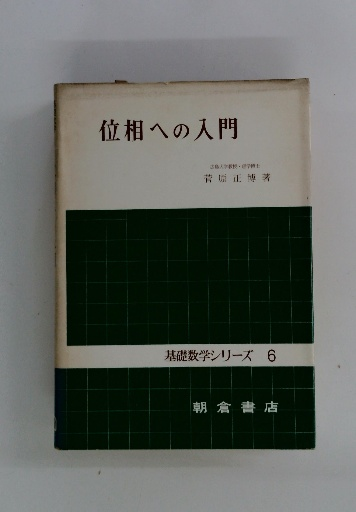 位相への入門
菅原正博著
基礎数学シリーズ 6
朝倉書店